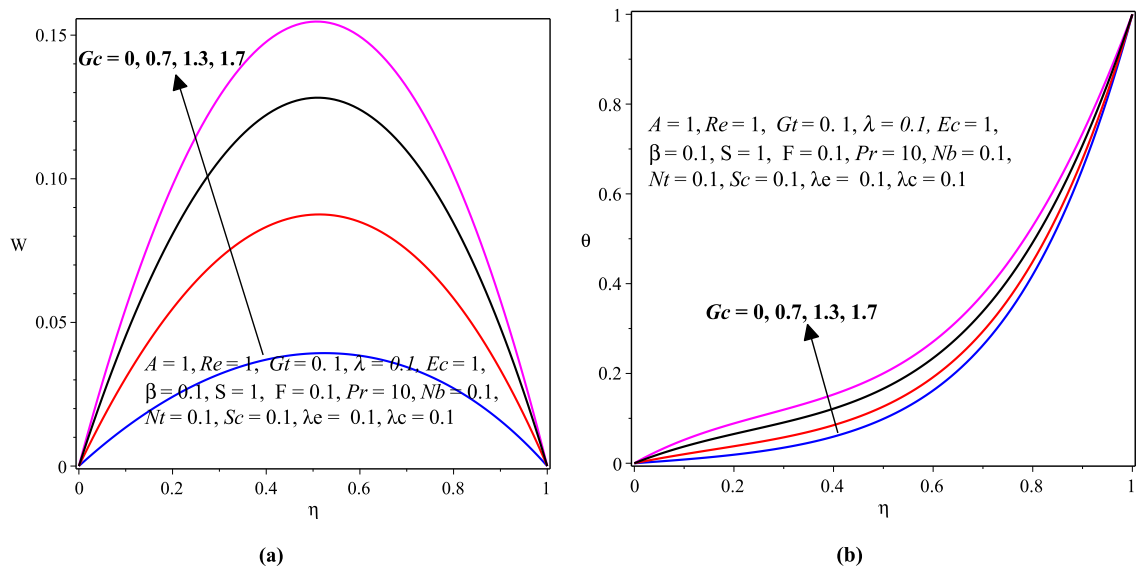 0.15
Gc = 0, 0.7, 1.3, 1.7
0.10
W
0.05
A = 1, Re = 1, Gt = 0. 1, λ = 0.1, Ec = 1,
β = 0.1, S = 1, F = 0.1, Pr = 10, Nb = 0.1,
Nt = 0.1, Sc = 0.1, λe = 0.1, λc = 0.1
0
0 0.2 0.4 0.6 0.8 1
η
(a)
1
0.8
A = 1, Re = 1, Gt = 0. 1, λ = 0.1, Ec = 1,
β = 0.1, S = 1, F = 0.1, Pr = 10, Nb = 0.1,
Nt = 0.1, Sc = 0.1, λe = 0.1, λc = 0.1
0.6
θ
0.4
Gc = 0, 0.7, 1.3, 1.7
0.2
0
0 0.2 0.4 0.6 0.8 1
η
(b)